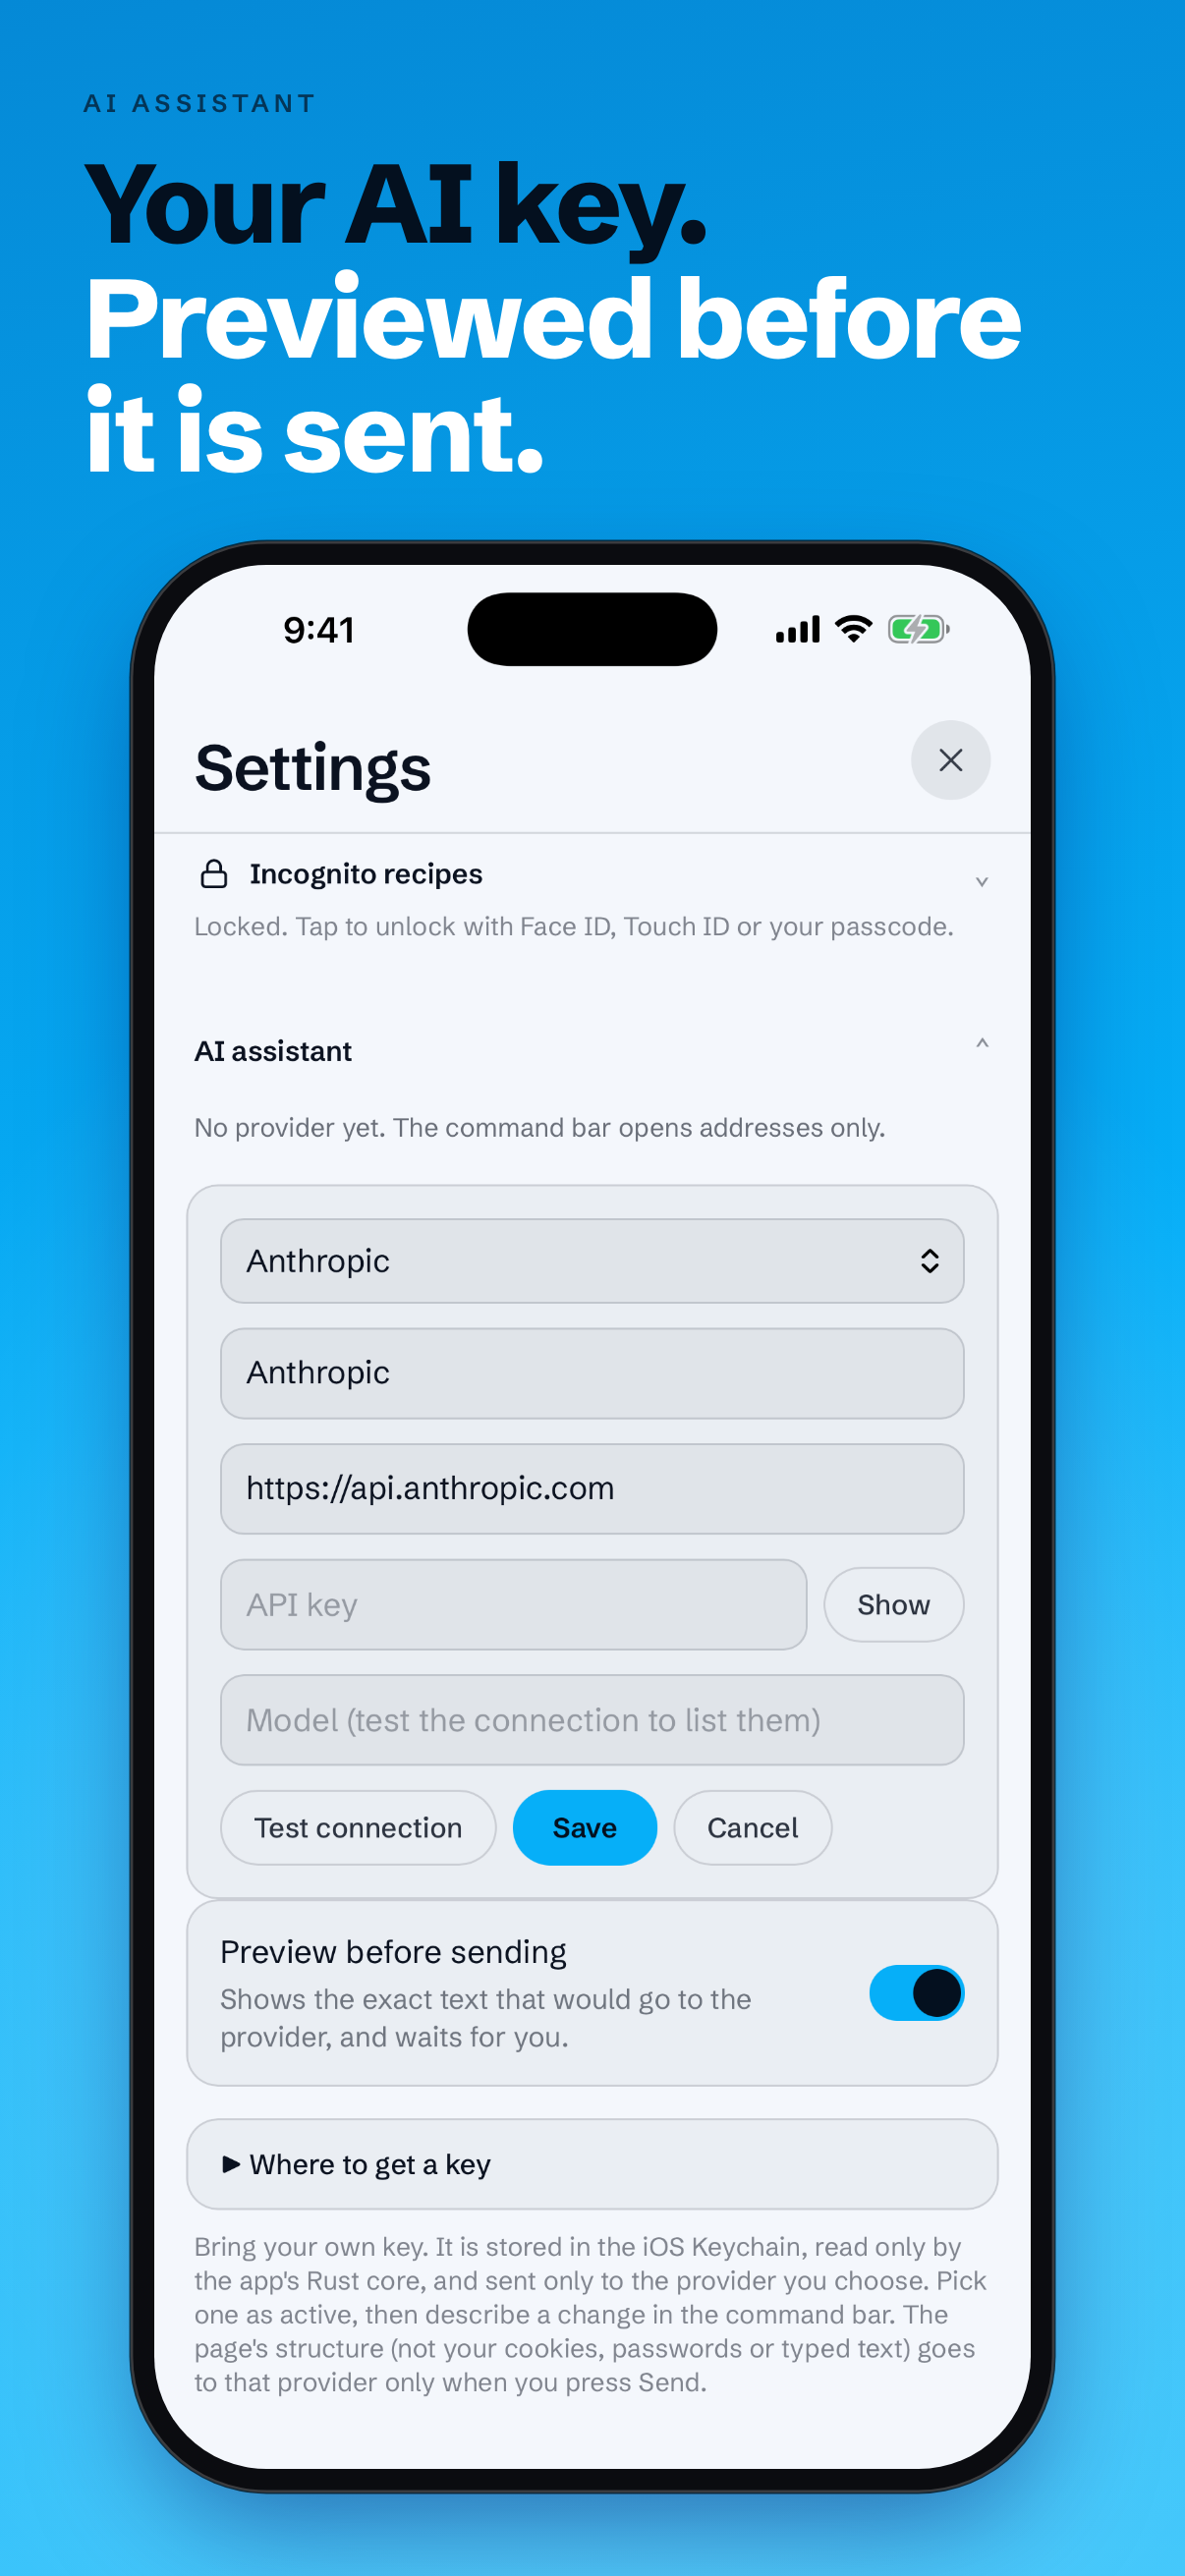 AI ASSISTANT
Your AI key.
Previewed before
it is sent.
9:41
Settings
Incognito recipes
Locked. Tap to unlock with Face ID, Touch ID or your passcode.
AI assistant
No provider yet. The command bar opens addresses only.
Anthropic
Anthropic
https://api.anthropic.com
API key
Show
Model (test the connection to list them)
Test connection
Save
Cancel
Preview before sending
Shows the exact text that would go to the
provider, and waits for you.
Where to get a key
Bring your own key. It is stored in the iOS Keychain, read only by
the app's Rust core, and sent only to the provider you choose. Pick
one as active, then describe a change in the command bar. The
page's structure (not your cookies, passwords or typed text) goes
to that provider only when you press Send.